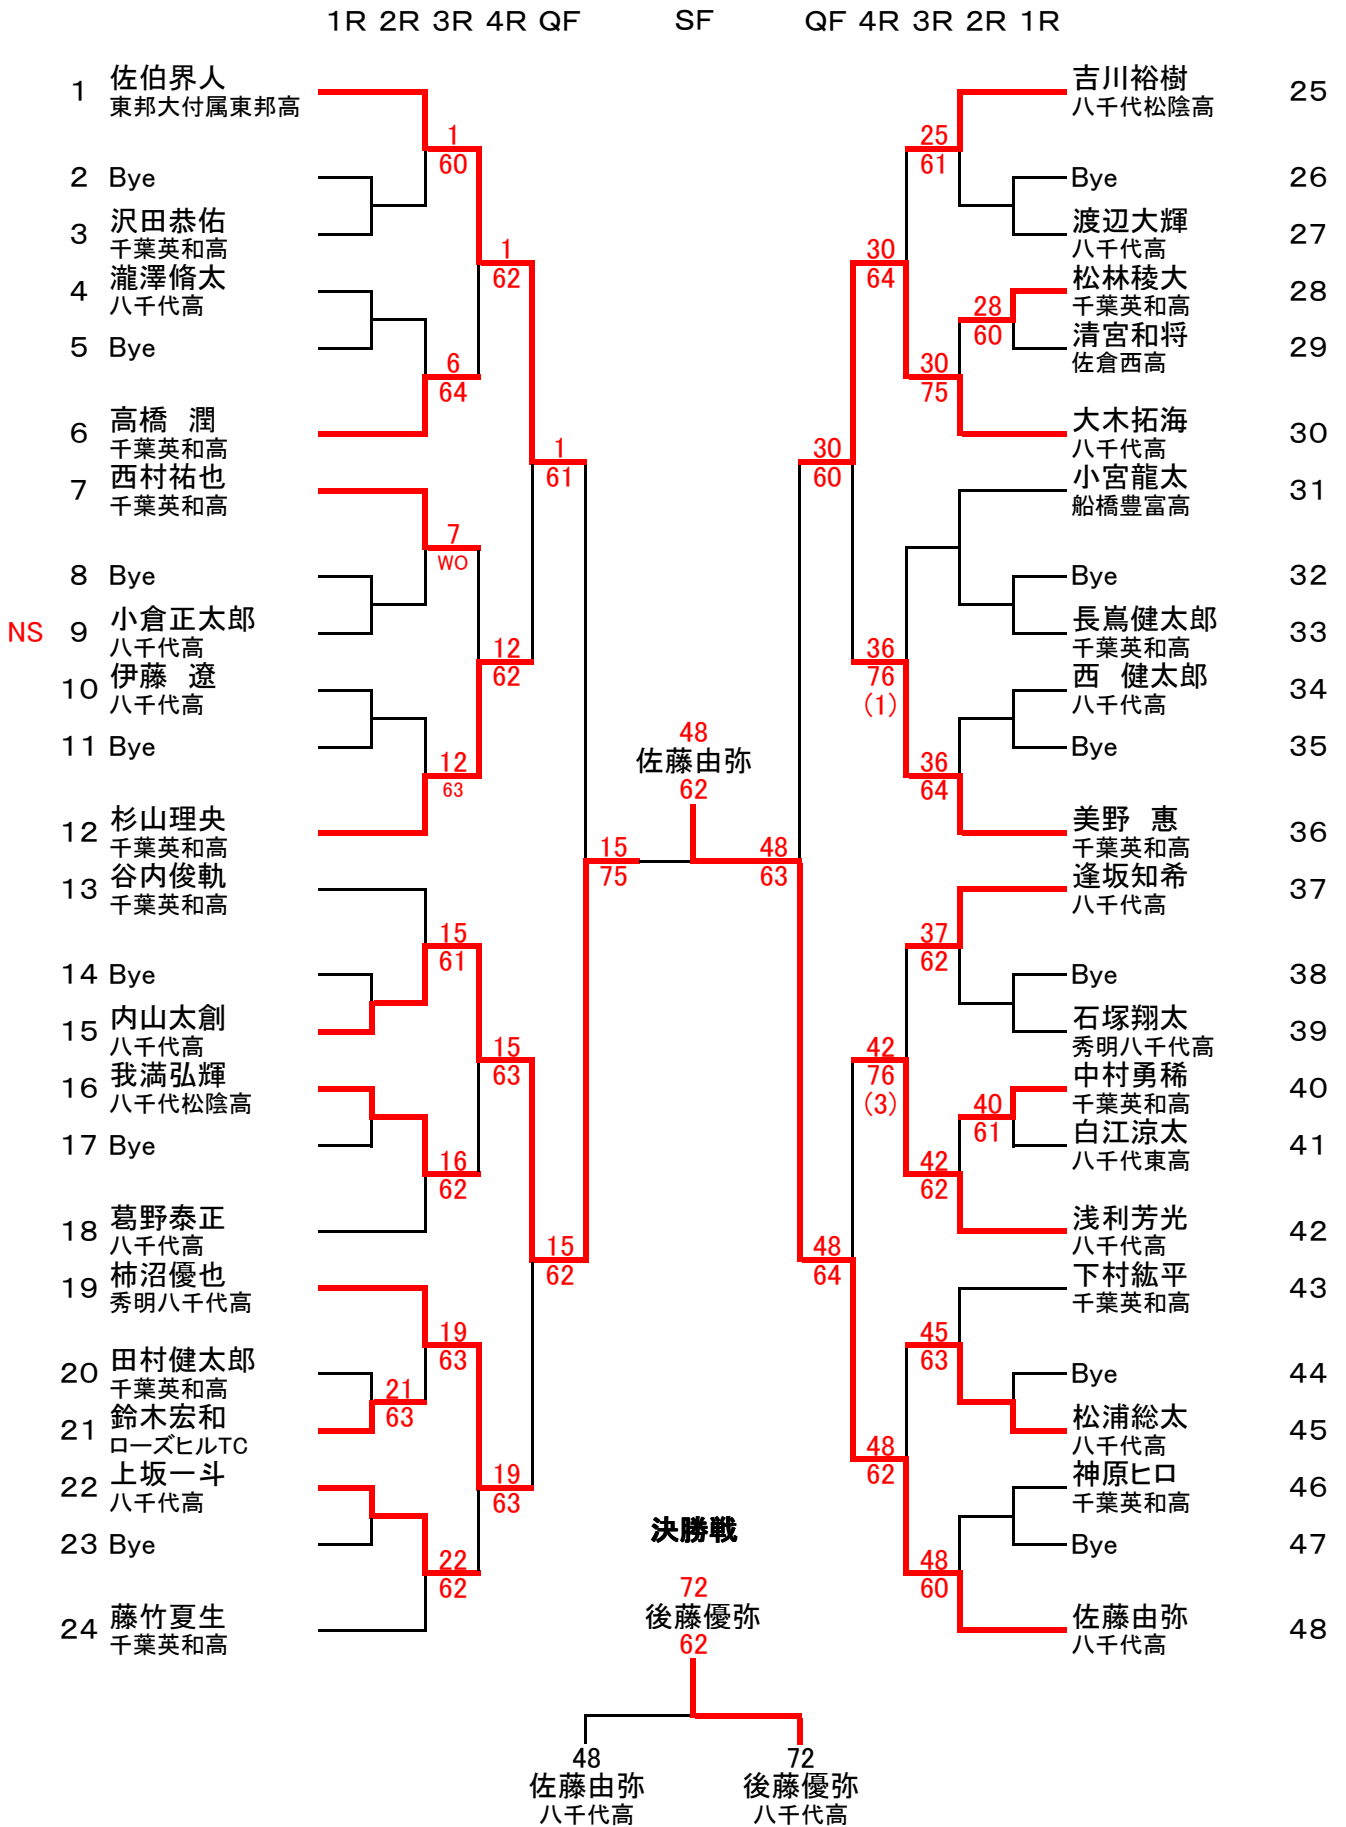 1R 2R 3R 4R QF SF QF 4R 3R 2R 1R
1 佐伯界人
東邦大付属東邦高
2 Bye
3 沢田恭佑
千葉英和高
4 瀧澤脩太
八千代高
5 Bye
6 高橋　潤
千葉英和高
7 西村祐也
千葉英和高
8 Bye
NS 9 小倉正太郎
八千代高
10 伊藤　遼
八千代高
11 Bye
12 杉山理央
千葉英和高
13 谷内俊軌
千葉英和高
14 Bye
15 内山太創
八千代高
16 我満弘輝
八千代松陰高
17 Bye
18 葛野泰正
八千代高
19 柿沼優也
秀明八千代高
20 田村健太郎
千葉英和高
21 鈴木宏和
ローズヒルTC
22 上坂一斗
八千代高
23 Bye
24 藤竹夏生
千葉英和高
21
63
1
60
6
64
7
WO
12
63
15
61
16
62
19
63
22
62
1
62
12
62
15
63
19
63
1
61
15
62
15
75
48
佐藤由弥
62
48
63
30
60
48
64
30
64
36
76
(1)
42
76
(3)
48
62
25
61
30
75
36
64
37
62
42
62
45
63
48
60
28
60
40
61
吉川裕樹 25
八千代松陰高
Bye 26
渡辺大輝 27
八千代高
松林稜大 28
千葉英和高
清宮和将 29
佐倉西高
大木拓海 30
八千代高
小宮龍太 31
船橋豊富高
Bye 32
長嶌健太郎 33
千葉英和高
西　健太郎 34
八千代高
Bye 35
美野　惠 36
千葉英和高
逢坂知希 37
八千代高
Bye 38
石塚翔太 39
秀明八千代高
中村勇稀 40
千葉英和高
白江涼太 41
八千代東高
浅利芳光 42
八千代高
下村紘平 43
千葉英和高
Bye 44
松浦総太 45
八千代高
神原ヒロ 46
千葉英和高
Bye 47
佐藤由弥 48
八千代高
決勝戦
72
後藤優弥
62
48 72
佐藤由弥 後藤優弥
八千代高 八千代高